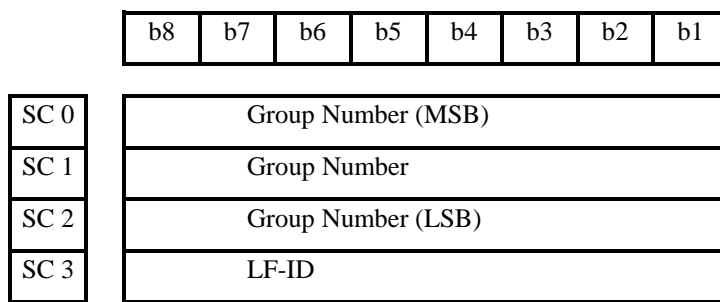 b8 b7 b6 b5 b4 b3 b2 b1
SC 0 Group Number (MSB)
SC 1 Group Number
SC 2 Group Number (LSB)
SC 3 LF-ID